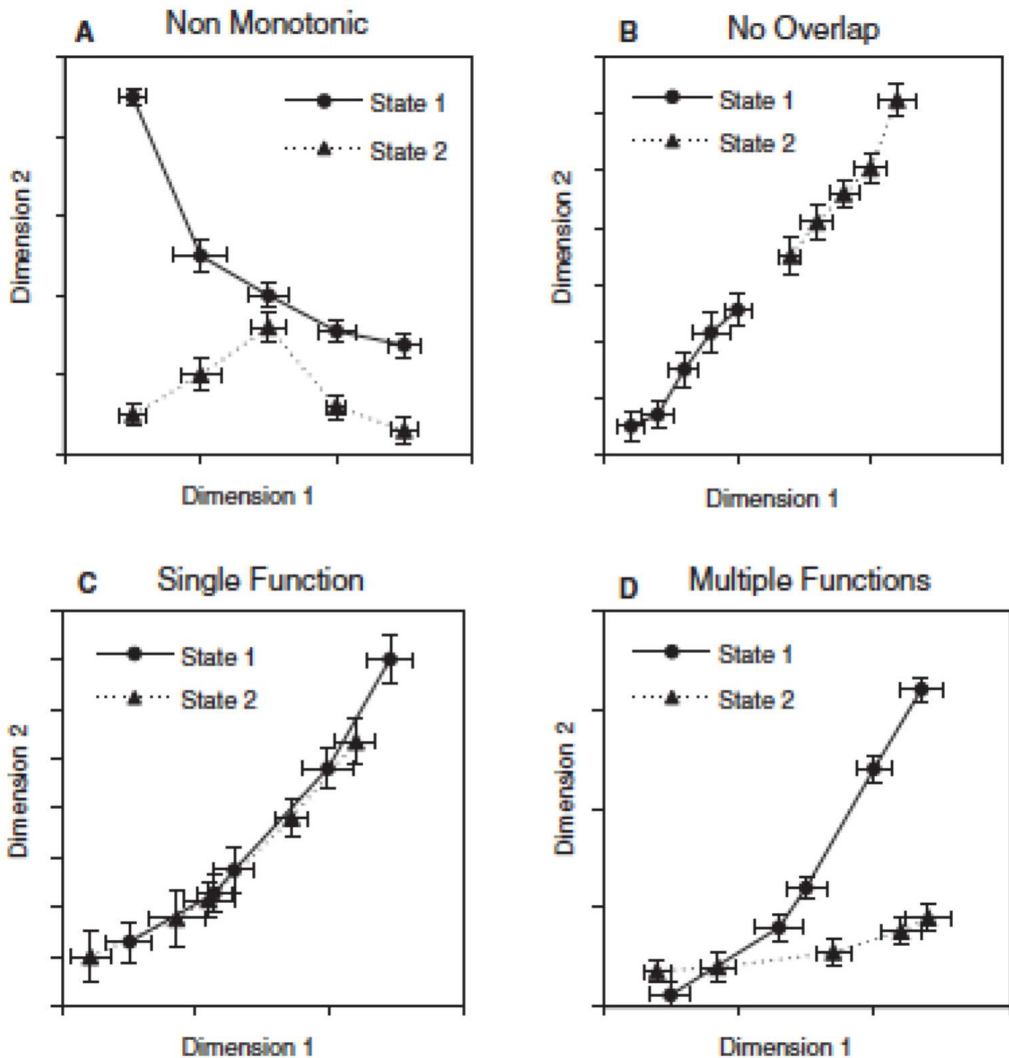 A Non Monotonic
State 1
State 2
Dimension 2
Dimension 1
B No Overlap
State 1
State 2
Dimension 2
Dimension 1
C Single Function
State 1
State 2
Dimension 2
Dimension 1
D Multiple Functions
State 1
State 2
Dimension 2
Dimension 1